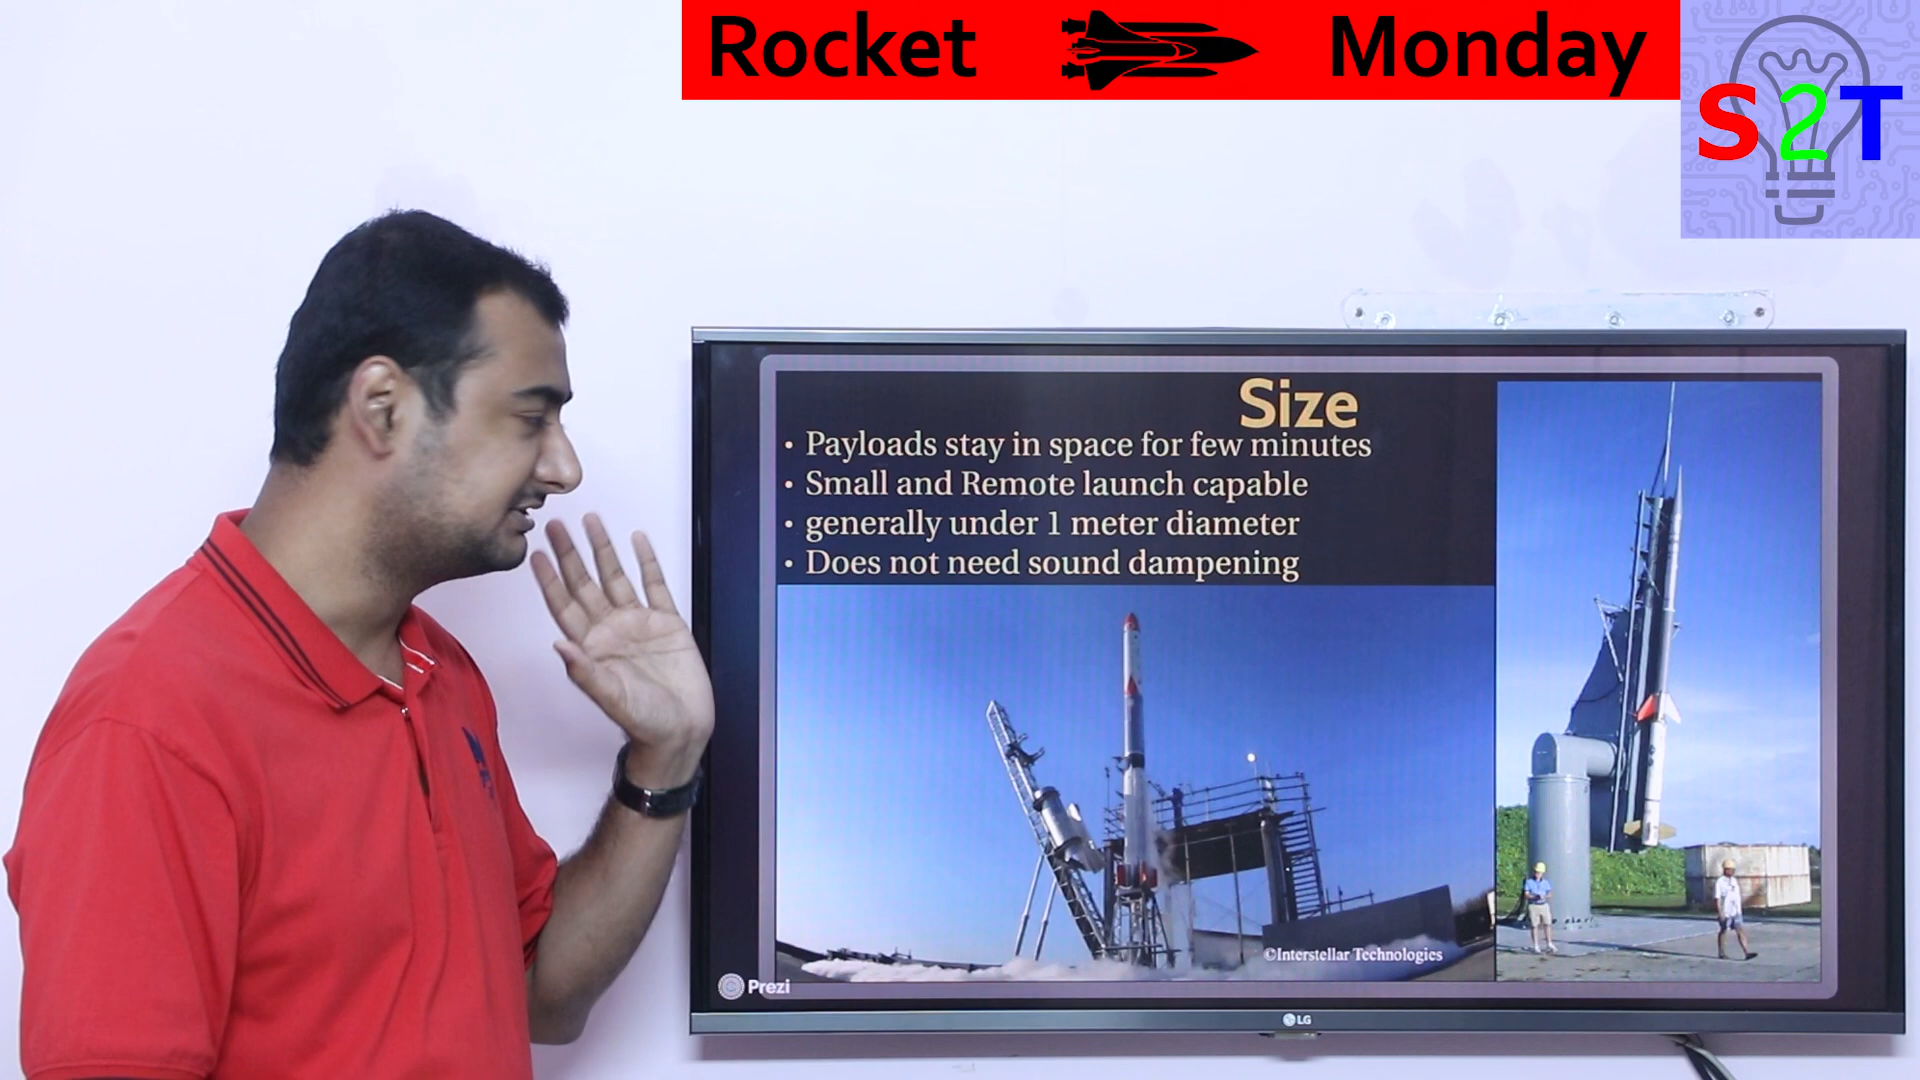 Rocket Monday
S2T
Size
• Payloads stay in space for few minutes
• Small and Remote launch capable
• generally under 1 meter diameter
• Does not need sound dampening
©Interstellar Technologies
Prezi
LG